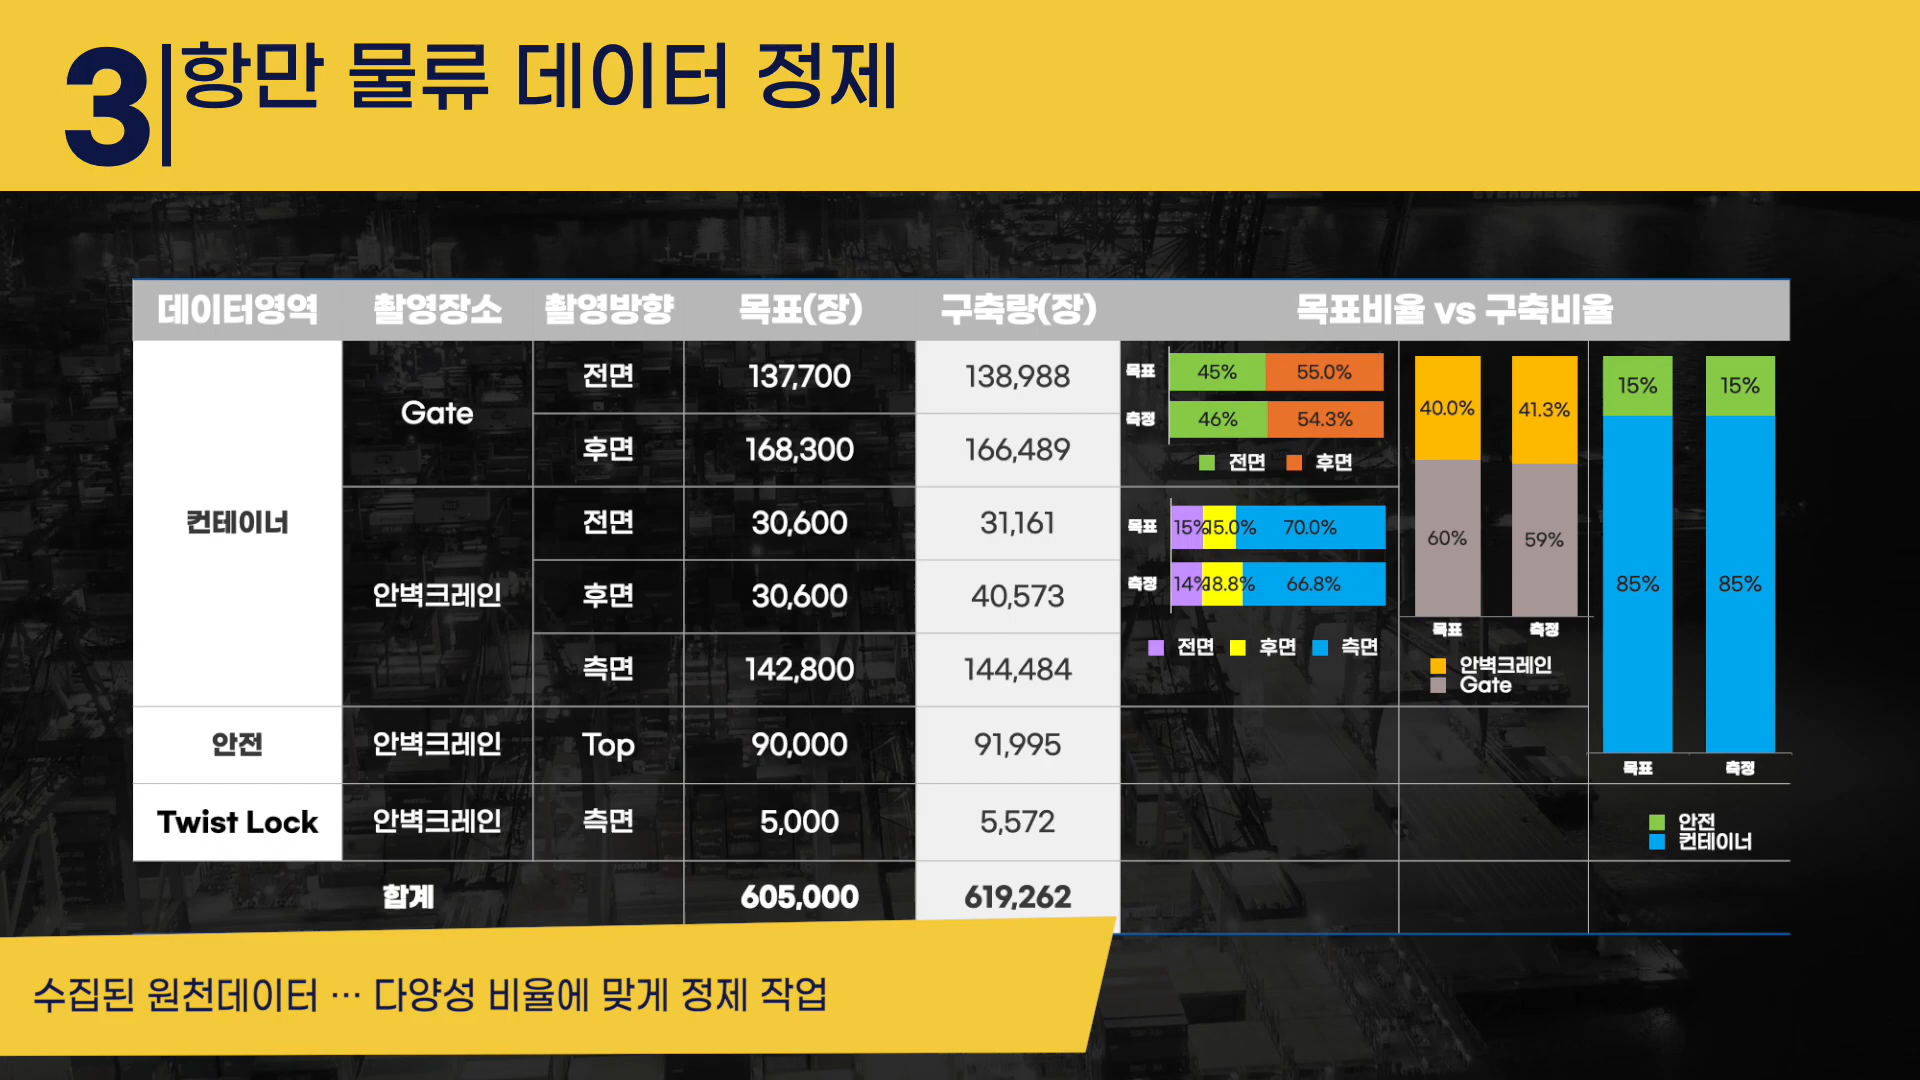 3
항만 물류 데이터 정제
데이터영역 촬영장소 촬영방향 목표(장) 구축량(장) 목표비율 vs 구축비율
컨테이너 Gate 전면 137,700 138,988
후면 168,300 166,489
안벽크레인 전면 30,600 31,161
후면 30,600 40,573
측면 142,800 144,484
안전 안벽크레인 Top 90,000 91,995
Twist Lock 안벽크레인 측면 5,000 5,572
합계 605,000 619,262
목표 45% 55.0%
측정 46% 54.3%
전면 후면
목표 15% 15.0% 70.0%
측정 14% 18.8% 66.8%
전면 후면 측면
40.0% 41.3%
60% 59%
목표 측정
안벽크레인
Gate
15% 15%
85% 85%
목표 측정
안전
컨테이너
수집된 원천데이터 … 다양성 비율에 맞게 정제 작업